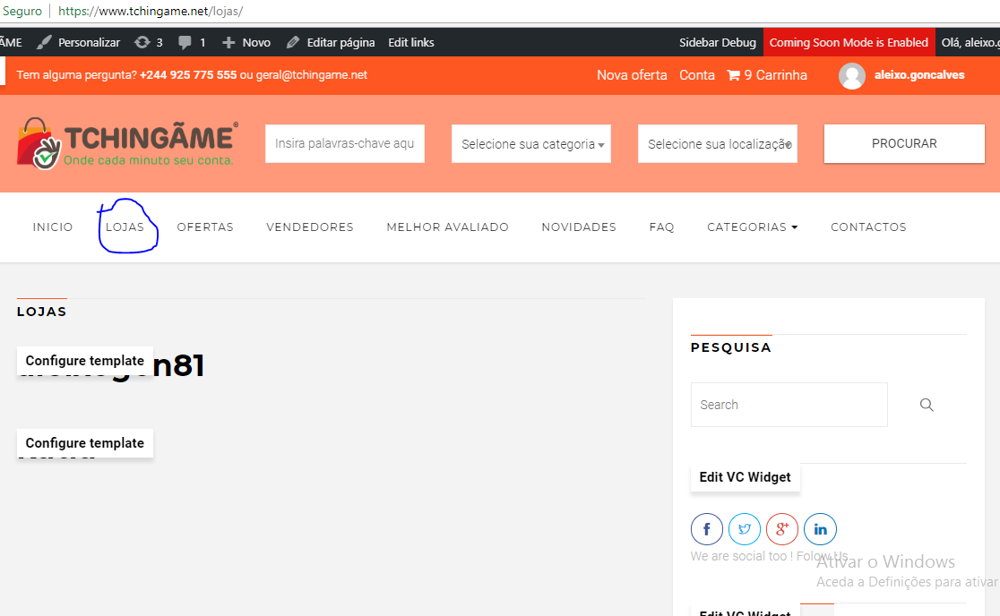 Seguro | https://www.tchingame.net/lojas/
ÃME Personalizar 3 1 Novo Editar página Edit links Sidebar Debug Coming Soon Mode is Enabled Olá, aleixo.g
Tem alguma pergunta? +244 925 775 555 ou geral@tchingame.net Nova oferta Conta 9 Carrinha aleixo.goncalves
TCHINGÃME®
Onde cada minuto seu conta.
Insira palavras-chave aqu Selecione sua categoria Selecione sua localização PROCURAR
INICIO LOJAS OFERTAS VENDEDORES MELHOR AVALIADO NOVIDADES FAQ CATEGORIAS CONTACTOS
LOJAS
Configure template n81
Configure template
PESQUISA
Search
Edit VC Widget
We are social too ! Folow Us
Ativar o Windows
Aceda a Definições para ativar
Edit VC Widget